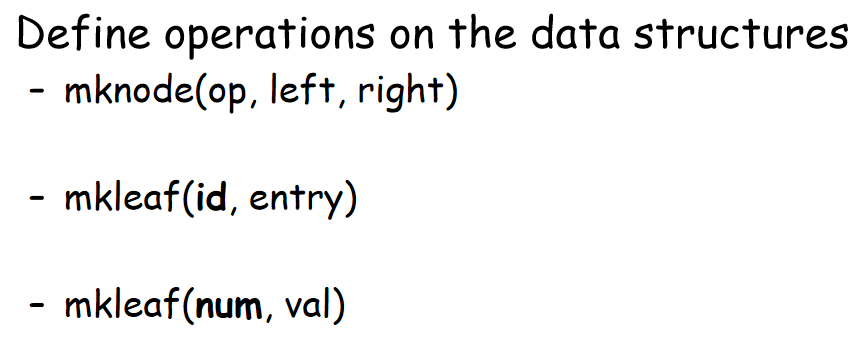 Define operations on the data structures
- mknode(op, left, right)
- mkleaf(id, entry)
- mkleaf(num, val)